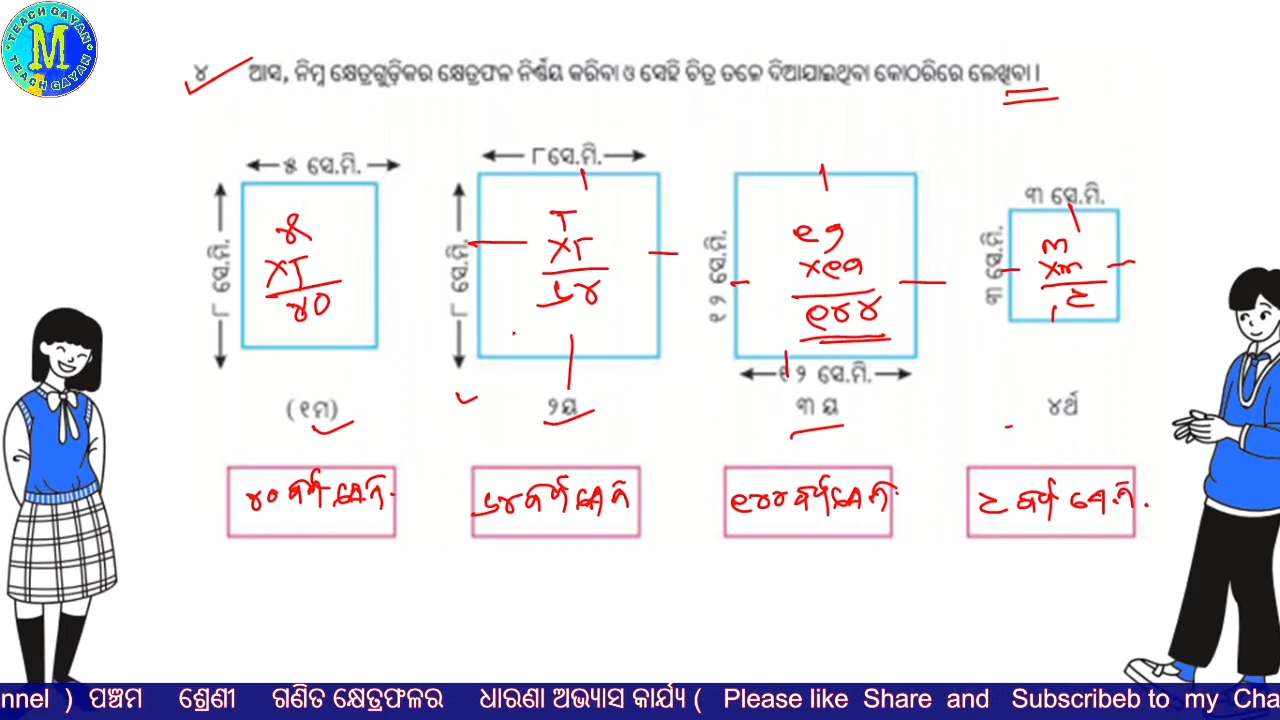 TEACH GAYAN
M
TEACH GAYAN
୪ ଆସ, ନିମ୍ନ କ୍ଷେତ୍ରଗୁଡ଼ିକର କ୍ଷେତ୍ରଫଳ ନିର୍ଣ୍ଣୟ କରିବା ଓ ସେହି ଚିତ୍ର ତଳେ ଦିଆଯାଇଥିବା କୋଠରିରେ ଲେଖିବା ।
୫ ସେ.ମି.
୮ ସେ.ମି.
୫
×୮
୪୦
(୧ମ)
୪୦ ବର୍ଗ ସେ.ମି.
୮ ସେ.ମି.
୮ ସେ.ମି.
୮
×୮
୬୪
୨ୟ
୬୪ ବର୍ଗ ସେ ମି
୧୨ ସେ.ମି.
୧୨
×୧୨
୧୪୪
୧୨ ସେ.ମି.
୩ ୟ
୧୪୪ ବର୍ଗ ସେ.ମି.
୩ ସେ.ମି.
୩ ସେ.ମି.
୩
×୩
୯
୪ର୍ଥ
୯ ବର୍ଗ ସେ.ମି.
nnel ) ପଞ୍ଚମ ଶ୍ରେଣୀ ଗଣିତ କ୍ଷେତ୍ରଫଳର ଧାରଣା ଅଭ୍ୟାସ କାର୍ଯ୍ୟ ( Please like Share and Subscribeb to my Cha